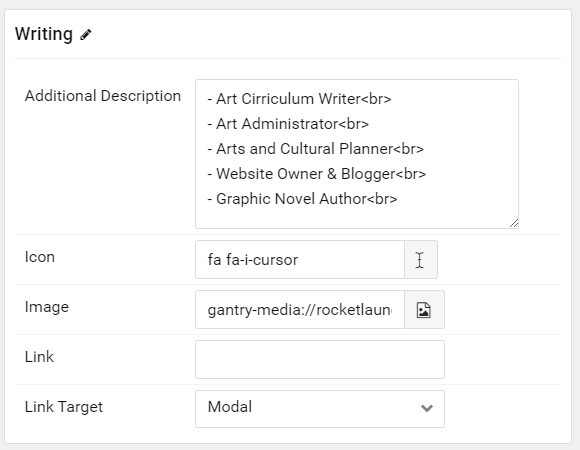 Writing
Additional Description
- Art Cirriculum Writer<br>
- Art Administrator<br>
- Arts and Cultural Planner<br>
- Website Owner & Blogger<br>
- Graphic Novel Author<br>
Icon
fa fa-i-cursor
Image
gantry-media://rocketlaun
Link
Link Target
Modal